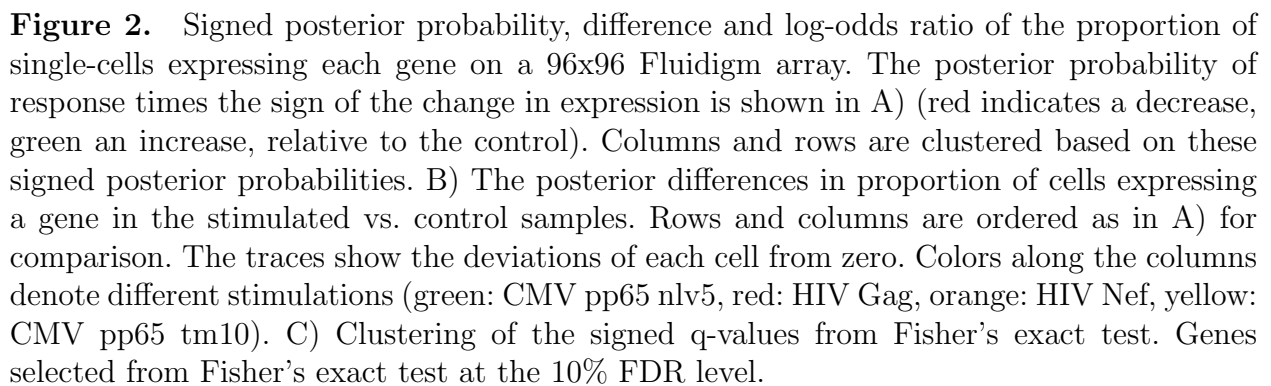 Figure 2. Signed posterior probability, difference and log-odds ratio of the proportion of
single-cells expressing each gene on a 96x96 Fluidigm array. The posterior probability of
response times the sign of the change in expression is shown in A) (red indicates a decrease,
green an increase, relative to the control). Columns and rows are clustered based on these
signed posterior probabilities. B) The posterior differences in proportion of cells expressing
a gene in the stimulated vs. control samples. Rows and columns are ordered as in A) for
comparison. The traces show the deviations of each cell from zero. Colors along the columns
denote different stimulations (green: CMV pp65 nlv5, red: HIV Gag, orange: HIV Nef, yellow:
CMV pp65 tm10). C) Clustering of the signed q-values from Fisher's exact test. Genes
selected from Fisher's exact test at the 10% FDR level.